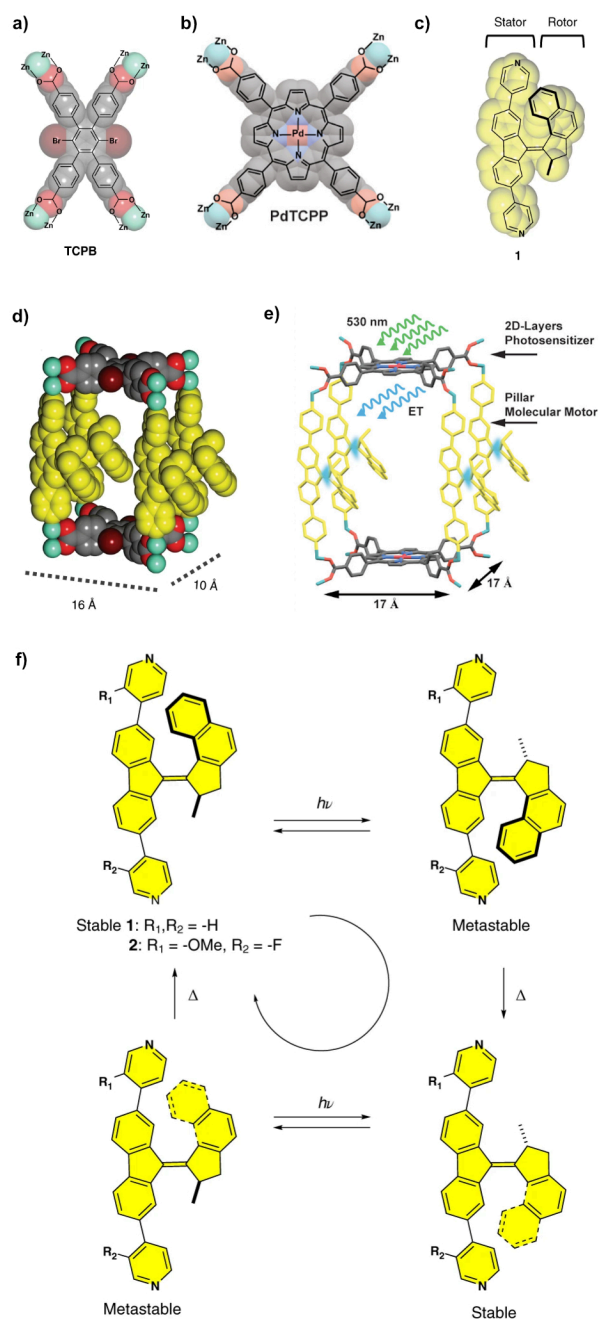 a)
Zn
Zn
Zn
Zn
O
O
O
O
Br
Br
O
O
O
O
Zn
Zn
Zn
Zn
TCPB
b)
Zn
Zn
Zn
Zn
O
O
O
O
N
N
Pd
N
N
O
O
O
O
Zn
Zn
Zn
Zn
PdTCPP
c)
Stator
Rotor
N
N
1
d)
16 Å
10 Å
e)
530 nm
2D-Layers
Photosensitizer
ET
Pillar
Molecular Motor
17 Å
17 Å
f)
N
R1
R2
N
hν
N
R1
R2
N
Stable 1: R1,R2 = -H
2: R1 = -OMe, R2 = -F
Metastable
Δ
Δ
N
R1
R2
N
hν
N
R1
R2
N
Metastable
Stable